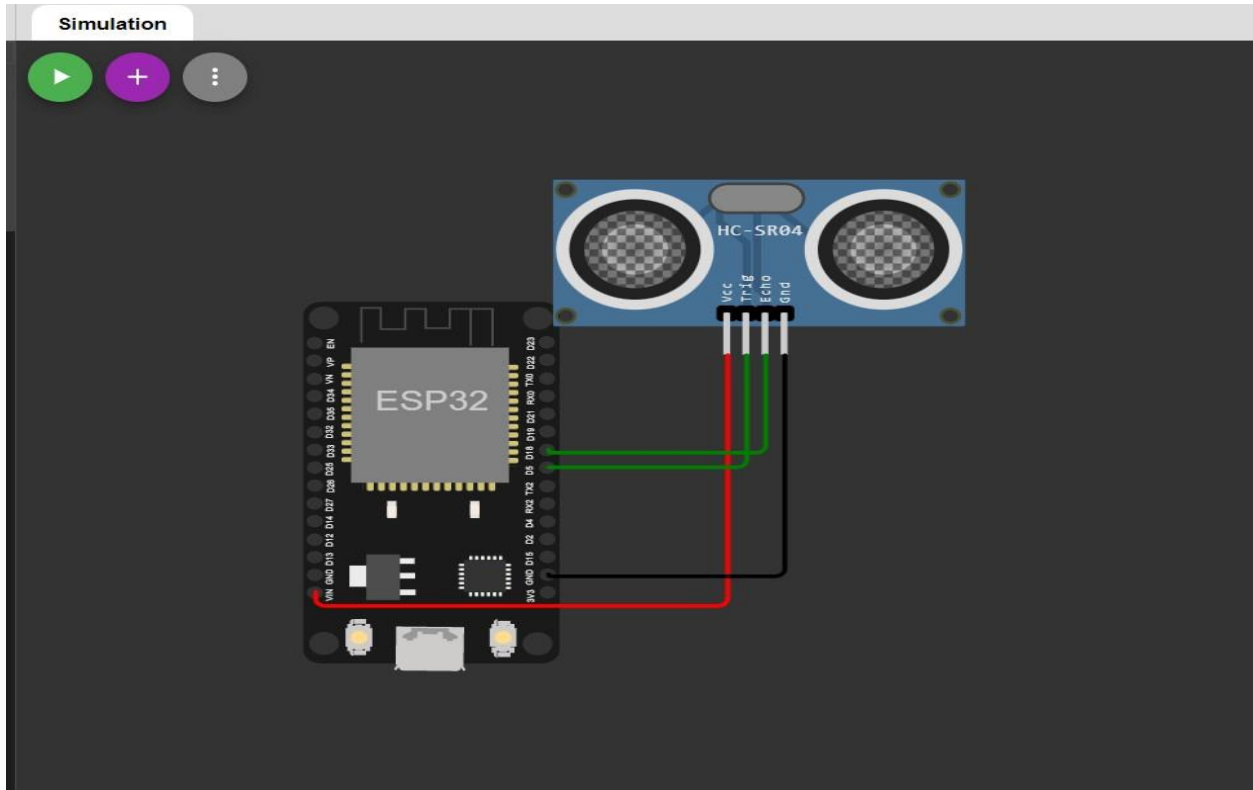 Simulation
HC-SR04
Vcc
Trig
Echo
Gnd
ESP32
EN
VP
VN
D34
D35
D32
D33
D25
D26
D27
D14
D12
D13
GND
VIN
D23
D22
TX0
RX0
D21
D19
D18
D5
TX2
RX2
D4
D2
D15
GND
3V3